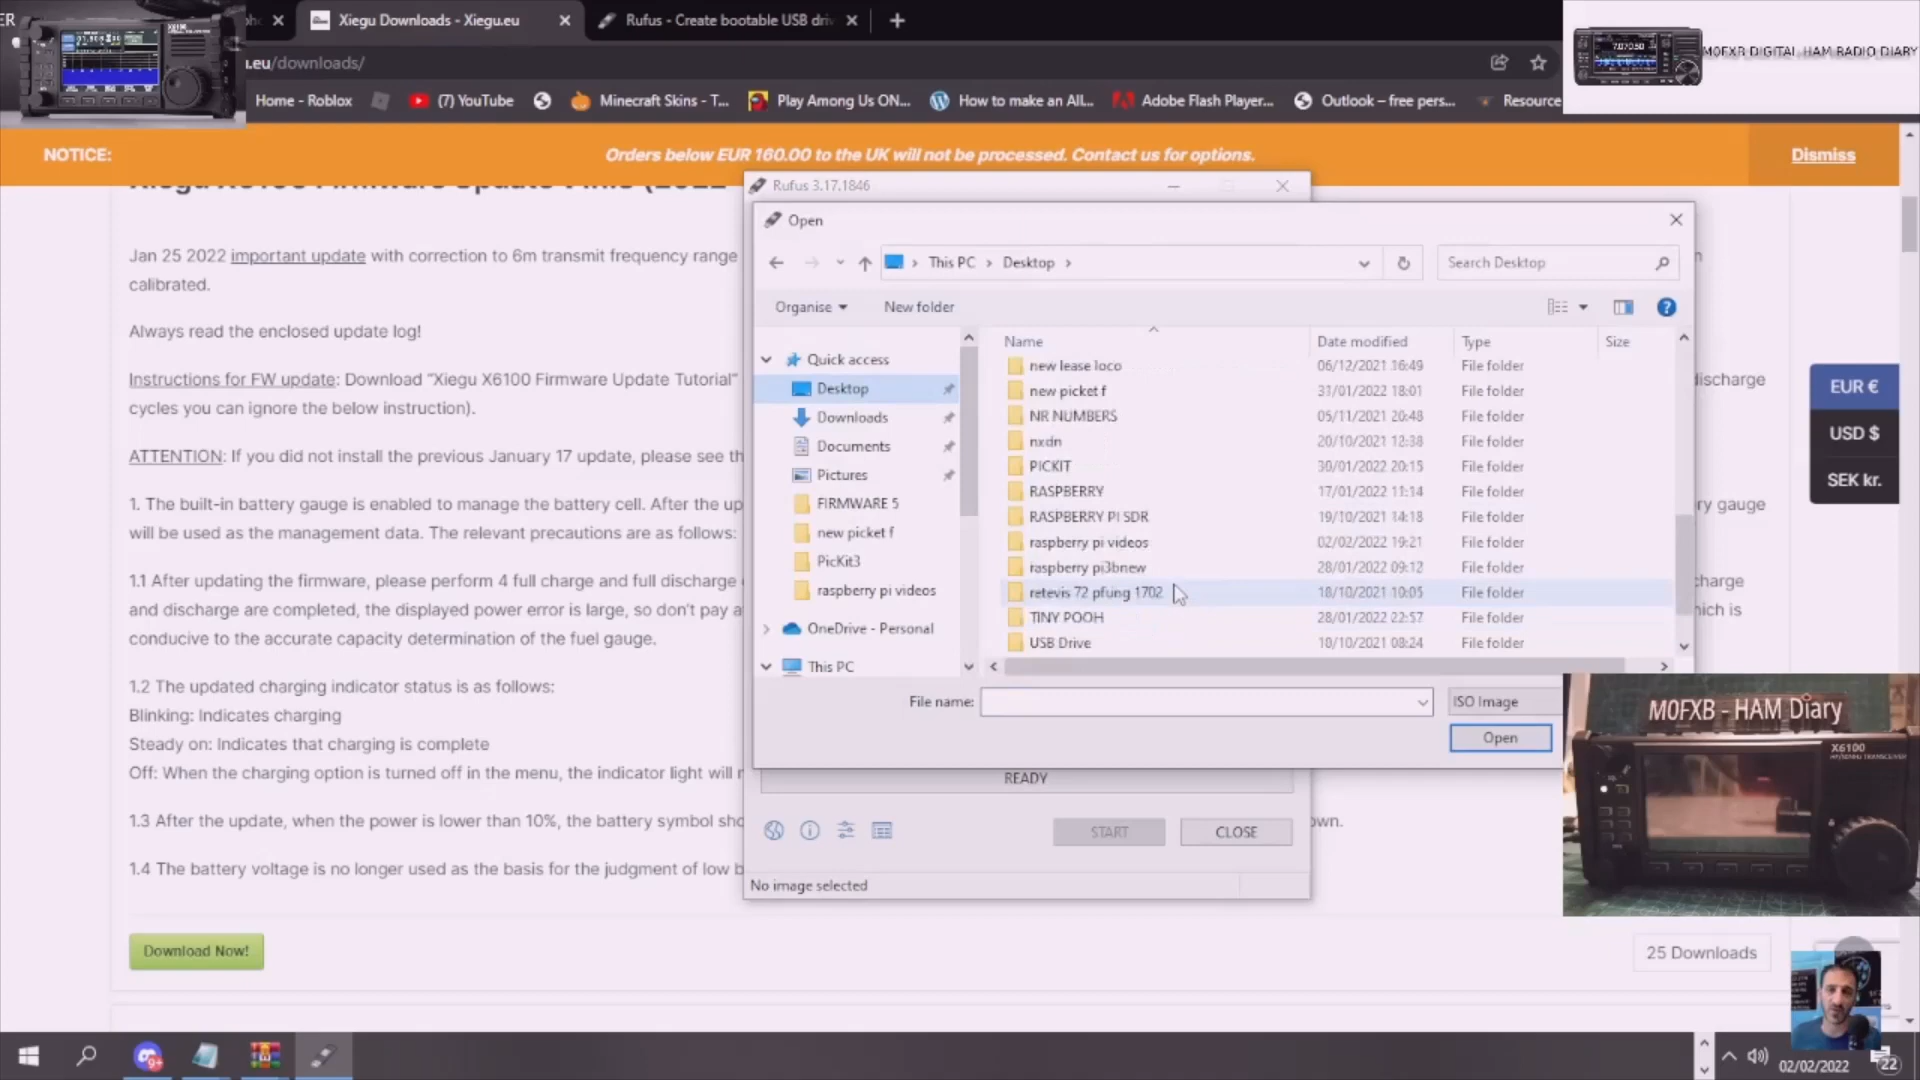 Xiegu Downloads - Xiegu.eu
Rufus - Create bootable USB driv
.eu/downloads/
Home - Roblox
(7) YouTube
Minecraft Skins - T...
Play Among Us ON...
How to make an All...
Adobe Flash Player...
Outlook – free pers...
Resource
X6100
7.070.50
M0FXB DIGITAL HAM RADIO DIARY
NOTICE:
Orders below EUR 160.00 to the UK will not be processed. Contact us for options.
Dismiss
Jan 25 2022 important update with correction to 6m transmit frequency range
calibrated.
Always read the enclosed update log!
Instructions for FW update: Download "Xiegu X6100 Firmware Update Tutorial"
discharge
cycles you can ignore the below instruction).
ATTENTION: If you did not install the previous January 17 update, please see th
1. The built-in battery gauge is enabled to manage the battery cell. After the up
ry gauge
will be used as the management data. The relevant precautions are as follows:
1.1 After updating the firmware, please perform 4 full charge and full discharge
charge
and discharge are completed, the displayed power error is large, so don't pay a
hich is
conducive to the accurate capacity determination of the fuel gauge.
1.2 The updated charging indicator status is as follows:
Blinking: Indicates charging
Steady on: Indicates that charging is complete
Off: When the charging option is turned off in the menu, the indicator light will
1.3 After the update, when the power is lower than 10%, the battery symbol sho
own.
1.4 The battery voltage is no longer used as the basis for the judgment of low b
Download Now!
25 Downloads
EUR €
USD $
SEK kr.
Rufus 3.17.1846
Open
This PC
Desktop
Search Desktop
Organise
New folder
Name
Date modified
Type
Size
Quick access
Desktop
Downloads
Documents
Pictures
FIRMWARE 5
new picket f
PicKit3
raspberry pi videos
OneDrive - Personal
This PC
new lease loco 06/12/2021 16:49 File folder
new picket f 31/01/2022 18:01 File folder
NR NUMBERS 05/11/2021 20:48 File folder
nxdn 20/10/2021 12:38 File folder
PICKIT 30/01/2022 20:15 File folder
RASPBERRY 17/01/2022 11:14 File folder
RASPBERRY PI SDR 19/10/2021 14:18 File folder
raspberry pi videos 02/02/2022 19:21 File folder
raspberry pi3bnew 28/01/2022 09:12 File folder
retevis 72 pfung 1702 18/10/2021 10:05 File folder
TINY POOH 28/01/2022 22:57 File folder
USB Drive 10/10/2021 08:24 File folder
File name:
ISO Image
Open
READY
START
CLOSE
No image selected
M0FXB - HAM Diary
X6100
02/02/2022
22